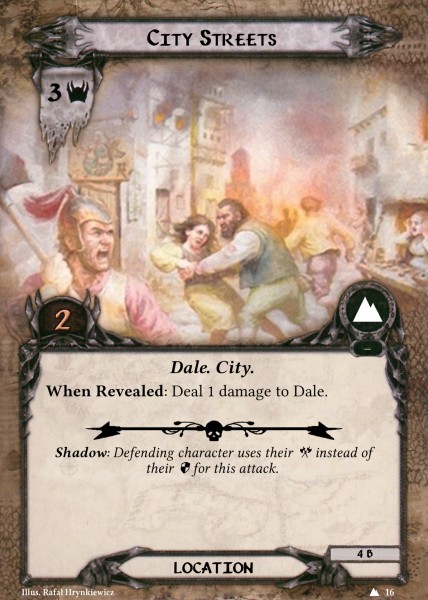 CITY STREETS
3
2
–
Dale. City.
When Revealed: Deal 1 damage to Dale.
Shadow: Defending character uses their instead of
their for this attack.
4 B
LOCATION
Illus. Rafał Hrynkiewicz
16